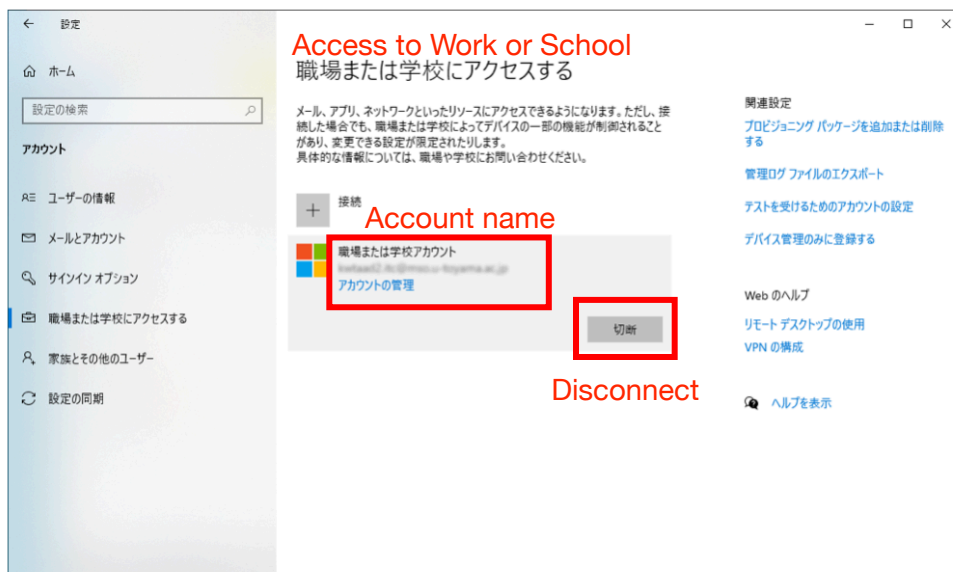 設定
ホーム
設定の検索
アカウント
ユーザーの情報
メールとアカウント
サインイン オプション
職場または学校にアクセスする
家族とその他のユーザー
設定の同期
Access to Work or School
職場または学校にアクセスする
メール、アプリ、ネットワークといったリソースにアクセスできるようになります。ただし、接
続した場合でも、職場または学校によってデバイスの一部の機能が制御されること
があり、変更できる設定が限定されたりします。
具体的な情報については、職場や学校にお問い合わせください。
接続
Account name
職場または学校アカウント
アカウントの管理
切断
Disconnect
関連設定
プロビジョニング パッケージを追加または削除
する
管理ログ ファイルのエクスポート
テストを受けるためのアカウントの設定
デバイス管理のみに登録する
Web のヘルプ
リモート デスクトップの使用
VPN の構成
ヘルプを表示